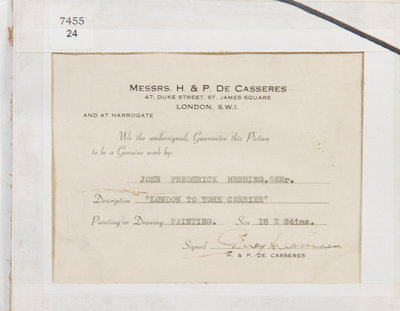 7455
24
MESSRS. H. & P. DE CASSERES
47, DUKE STREET, ST. JAMES SQUARE
LONDON, S.W.I.
AND AT HARROGATE
We the undersigned, Guarantee this Picture
to be a Genuine work by:
JOHN FREDERICK HERRING, SENr.
Description "LONDON TO YORK CARRIER"
Painting or Drawing PAINTING. Size 18 X 24ins.
Signed
H. & P. DE CASSERES